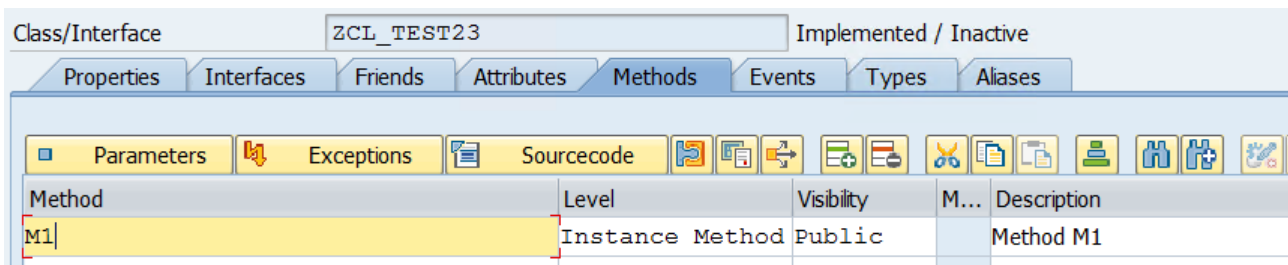 Class/Interface ZCL_TEST23 Implemented / Inactive
Properties Interfaces Friends Attributes Methods Events Types Aliases
Parameters Exceptions Sourcecode
Method Level Visibility M... Description
M1 Instance Method Public Method M1